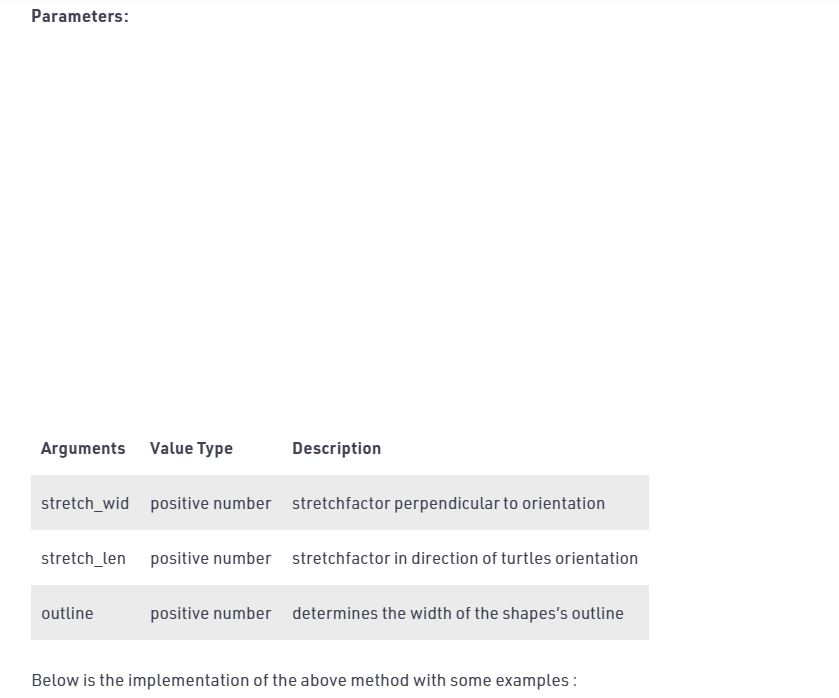 Parameters:
Arguments Value Type Description
stretch_wid positive number stretchfactor perpendicular to orientation
stretch_len positive number stretchfactor in direction of turtles orientation
outline positive number determines the width of the shapes’s outline
Below is the implementation of the above method with some examples :